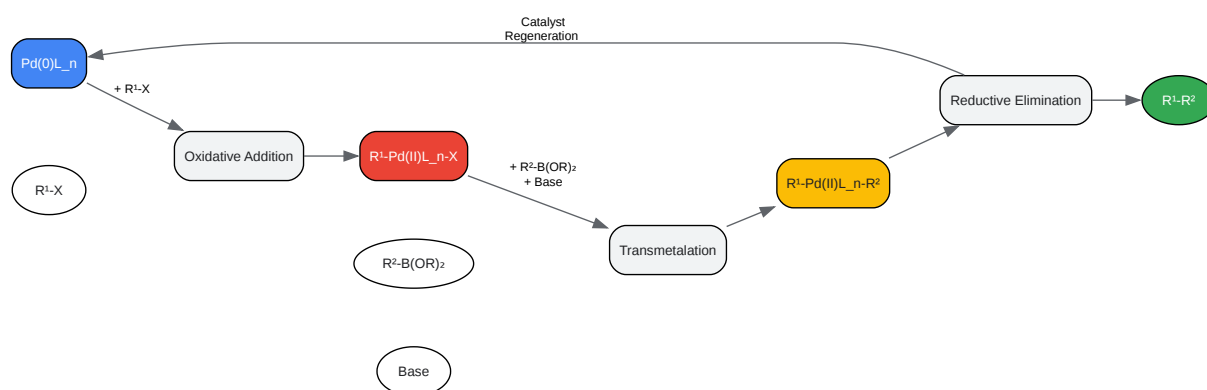 Catalyst
Regeneration
Pd(0)L_n
+ R¹-X
Oxidative Addition
R¹-Pd(II)L_n-X
+ R²-B(OR)₂
+ Base
Transmetalation
R¹-Pd(II)L_n-R²
Reductive Elimination
R¹-R²
R¹-X
R²-B(OR)₂
Base